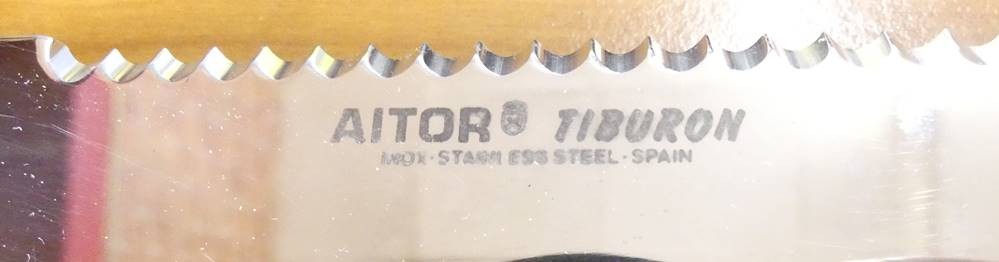 AITOR® TIBURON
INOX·STAINLESS STEEL·SPAIN